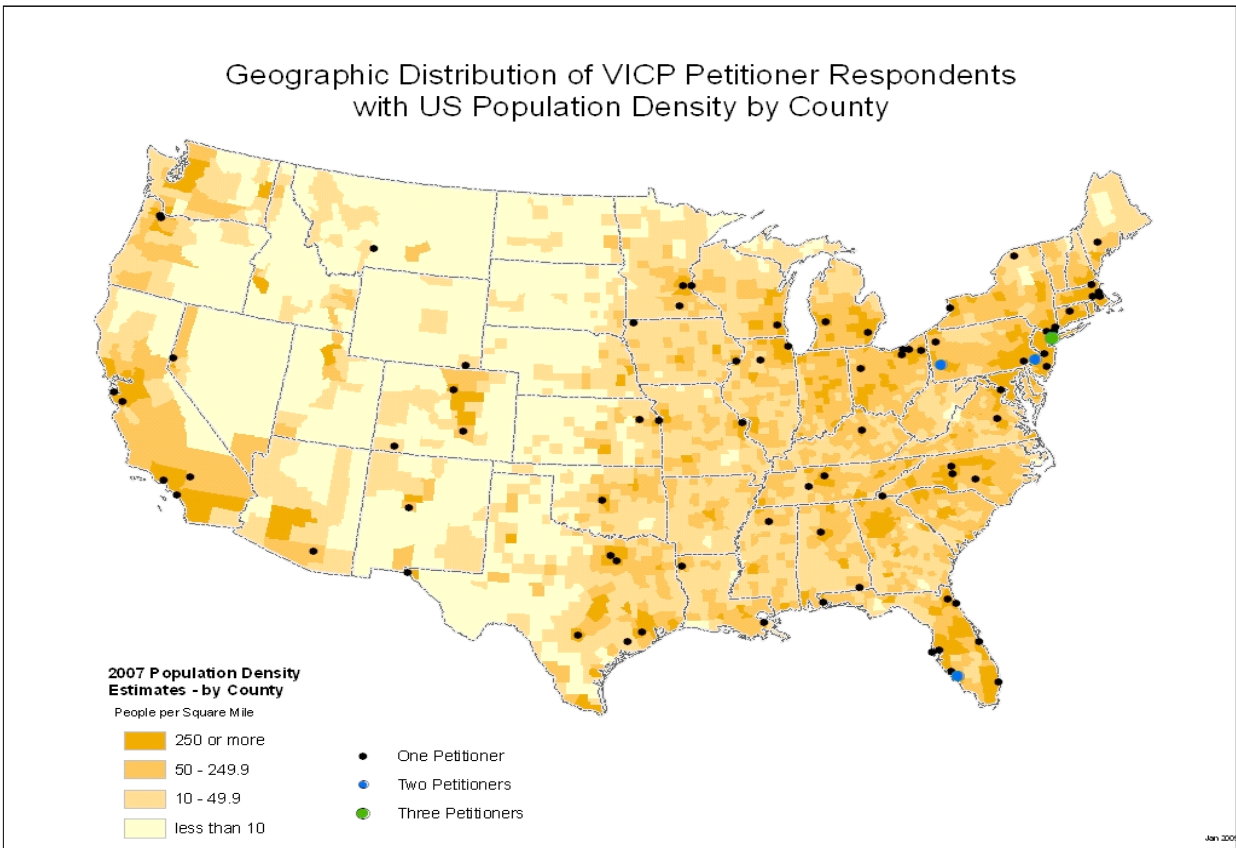 Geographic Distribution of VICP Petitioner Respondents
with US Population Density by County
2007 Population Density
Estimates - by County
People per Square Mile
250 or more
50 - 249.9
10 - 49.9
less than 10
One Petitioner
Two Petitioners
Three Petitioners
Jan 2009